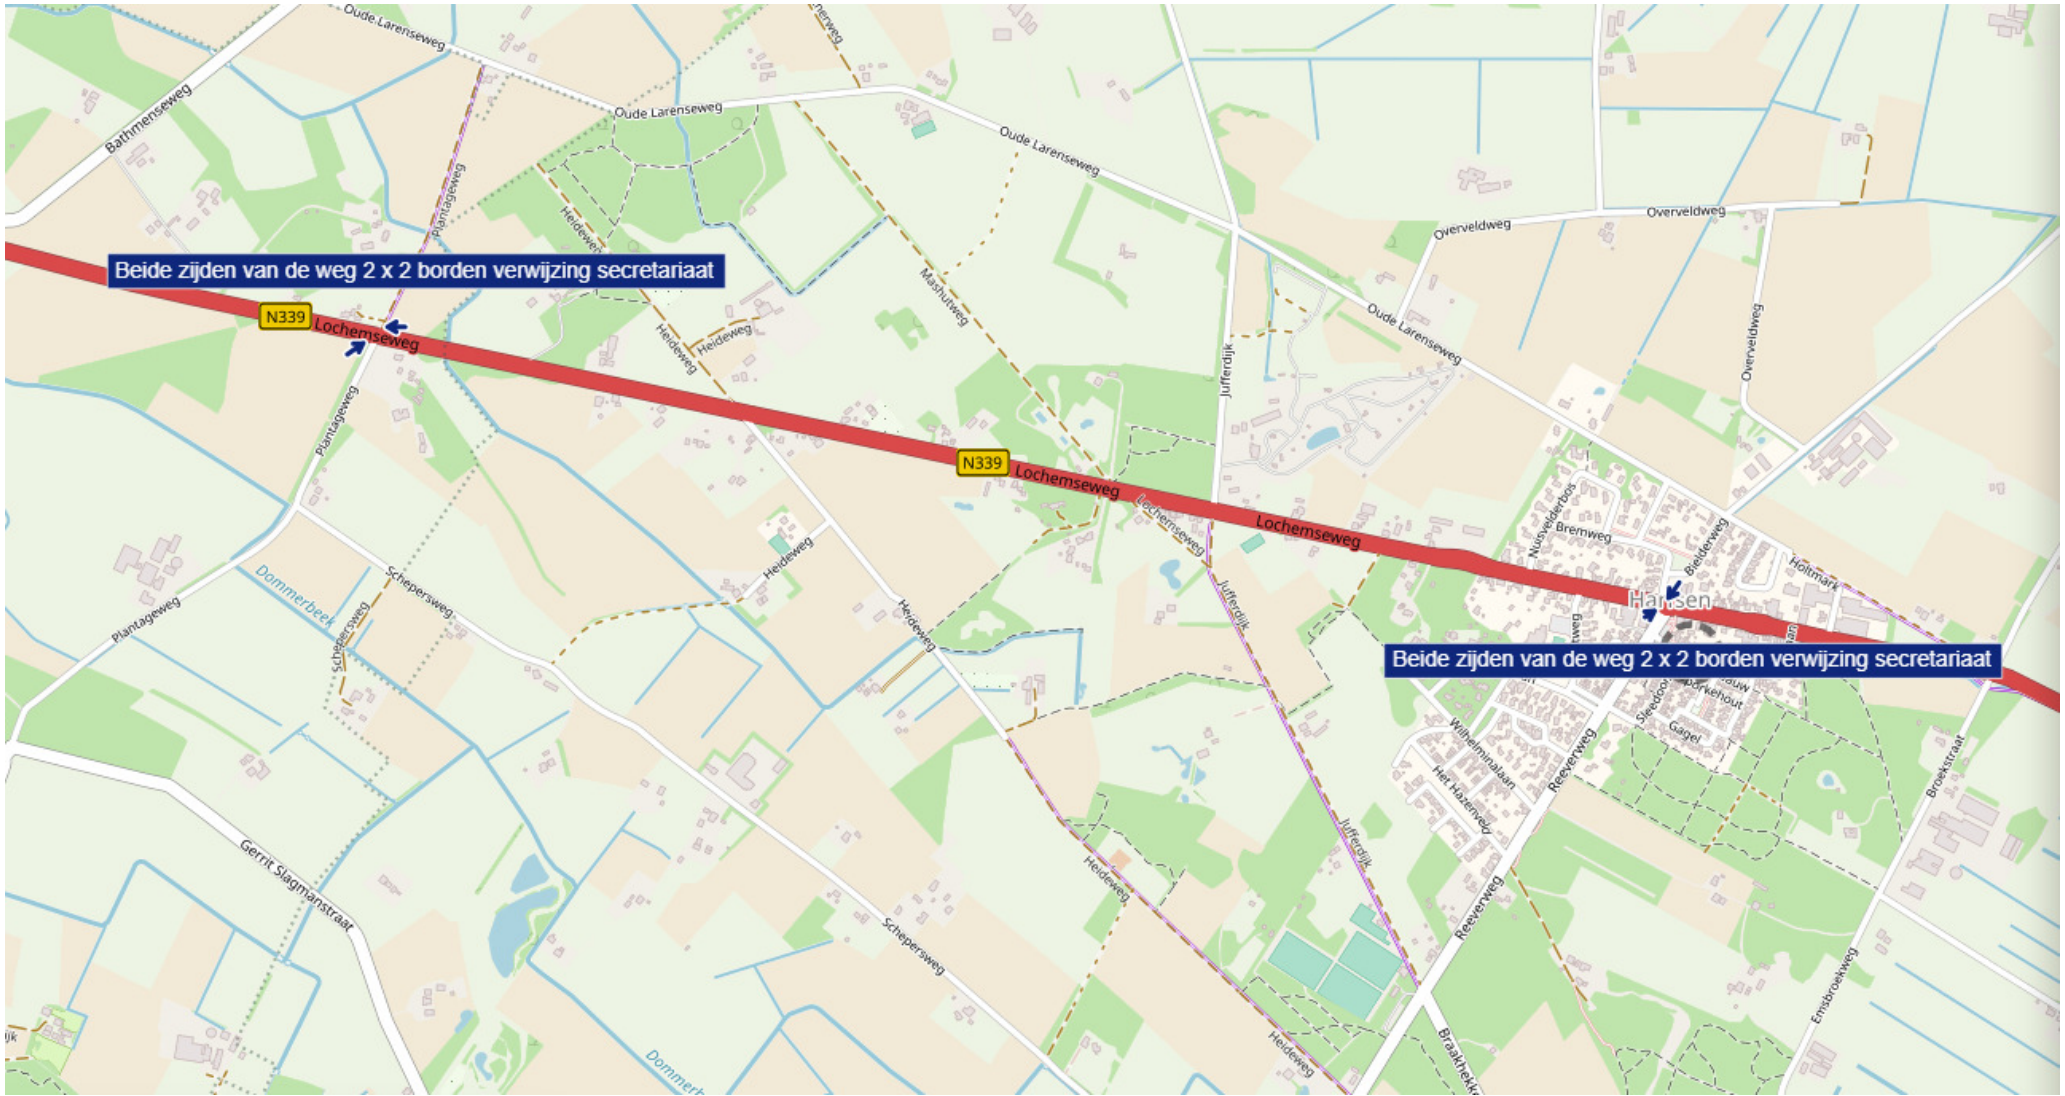 Oude Larenseweg
Bathmenseweg
Oude Larenseweg
Oude Larenseweg
Plantageweg
Heideweg
Overveldweg
Overveldweg
Beide zijden van de weg 2 x 2 borden verwijzing secretariaat
N339
Lochemseweg
Mashutweg
Heideweg
Heideweg
Jufferdijk
Oude Larenseweg
Overveldweg
Plantageweg
N339
Lochemseweg
Lochemseweg
Lochemseweg
Nuisvelderbos
Bremweg
Bielderweg
Holtmark
Heideweg
Dommerbeek
Schepersweg
Schepersweg
Plantageweg
Heideweg
Jufferdijk
Beide zijden van de weg 2 x 2 borden verwijzing secretariaat
Sporkehout
Gagel
Wilhelminalaan
Het Hazenveld
Reeverweg
Broekstraat
Jufferdijk
Heideweg
Gerrit Slagmanstraat
Schepersweg
Reeverweg
Emsbroekweg
Heideweg